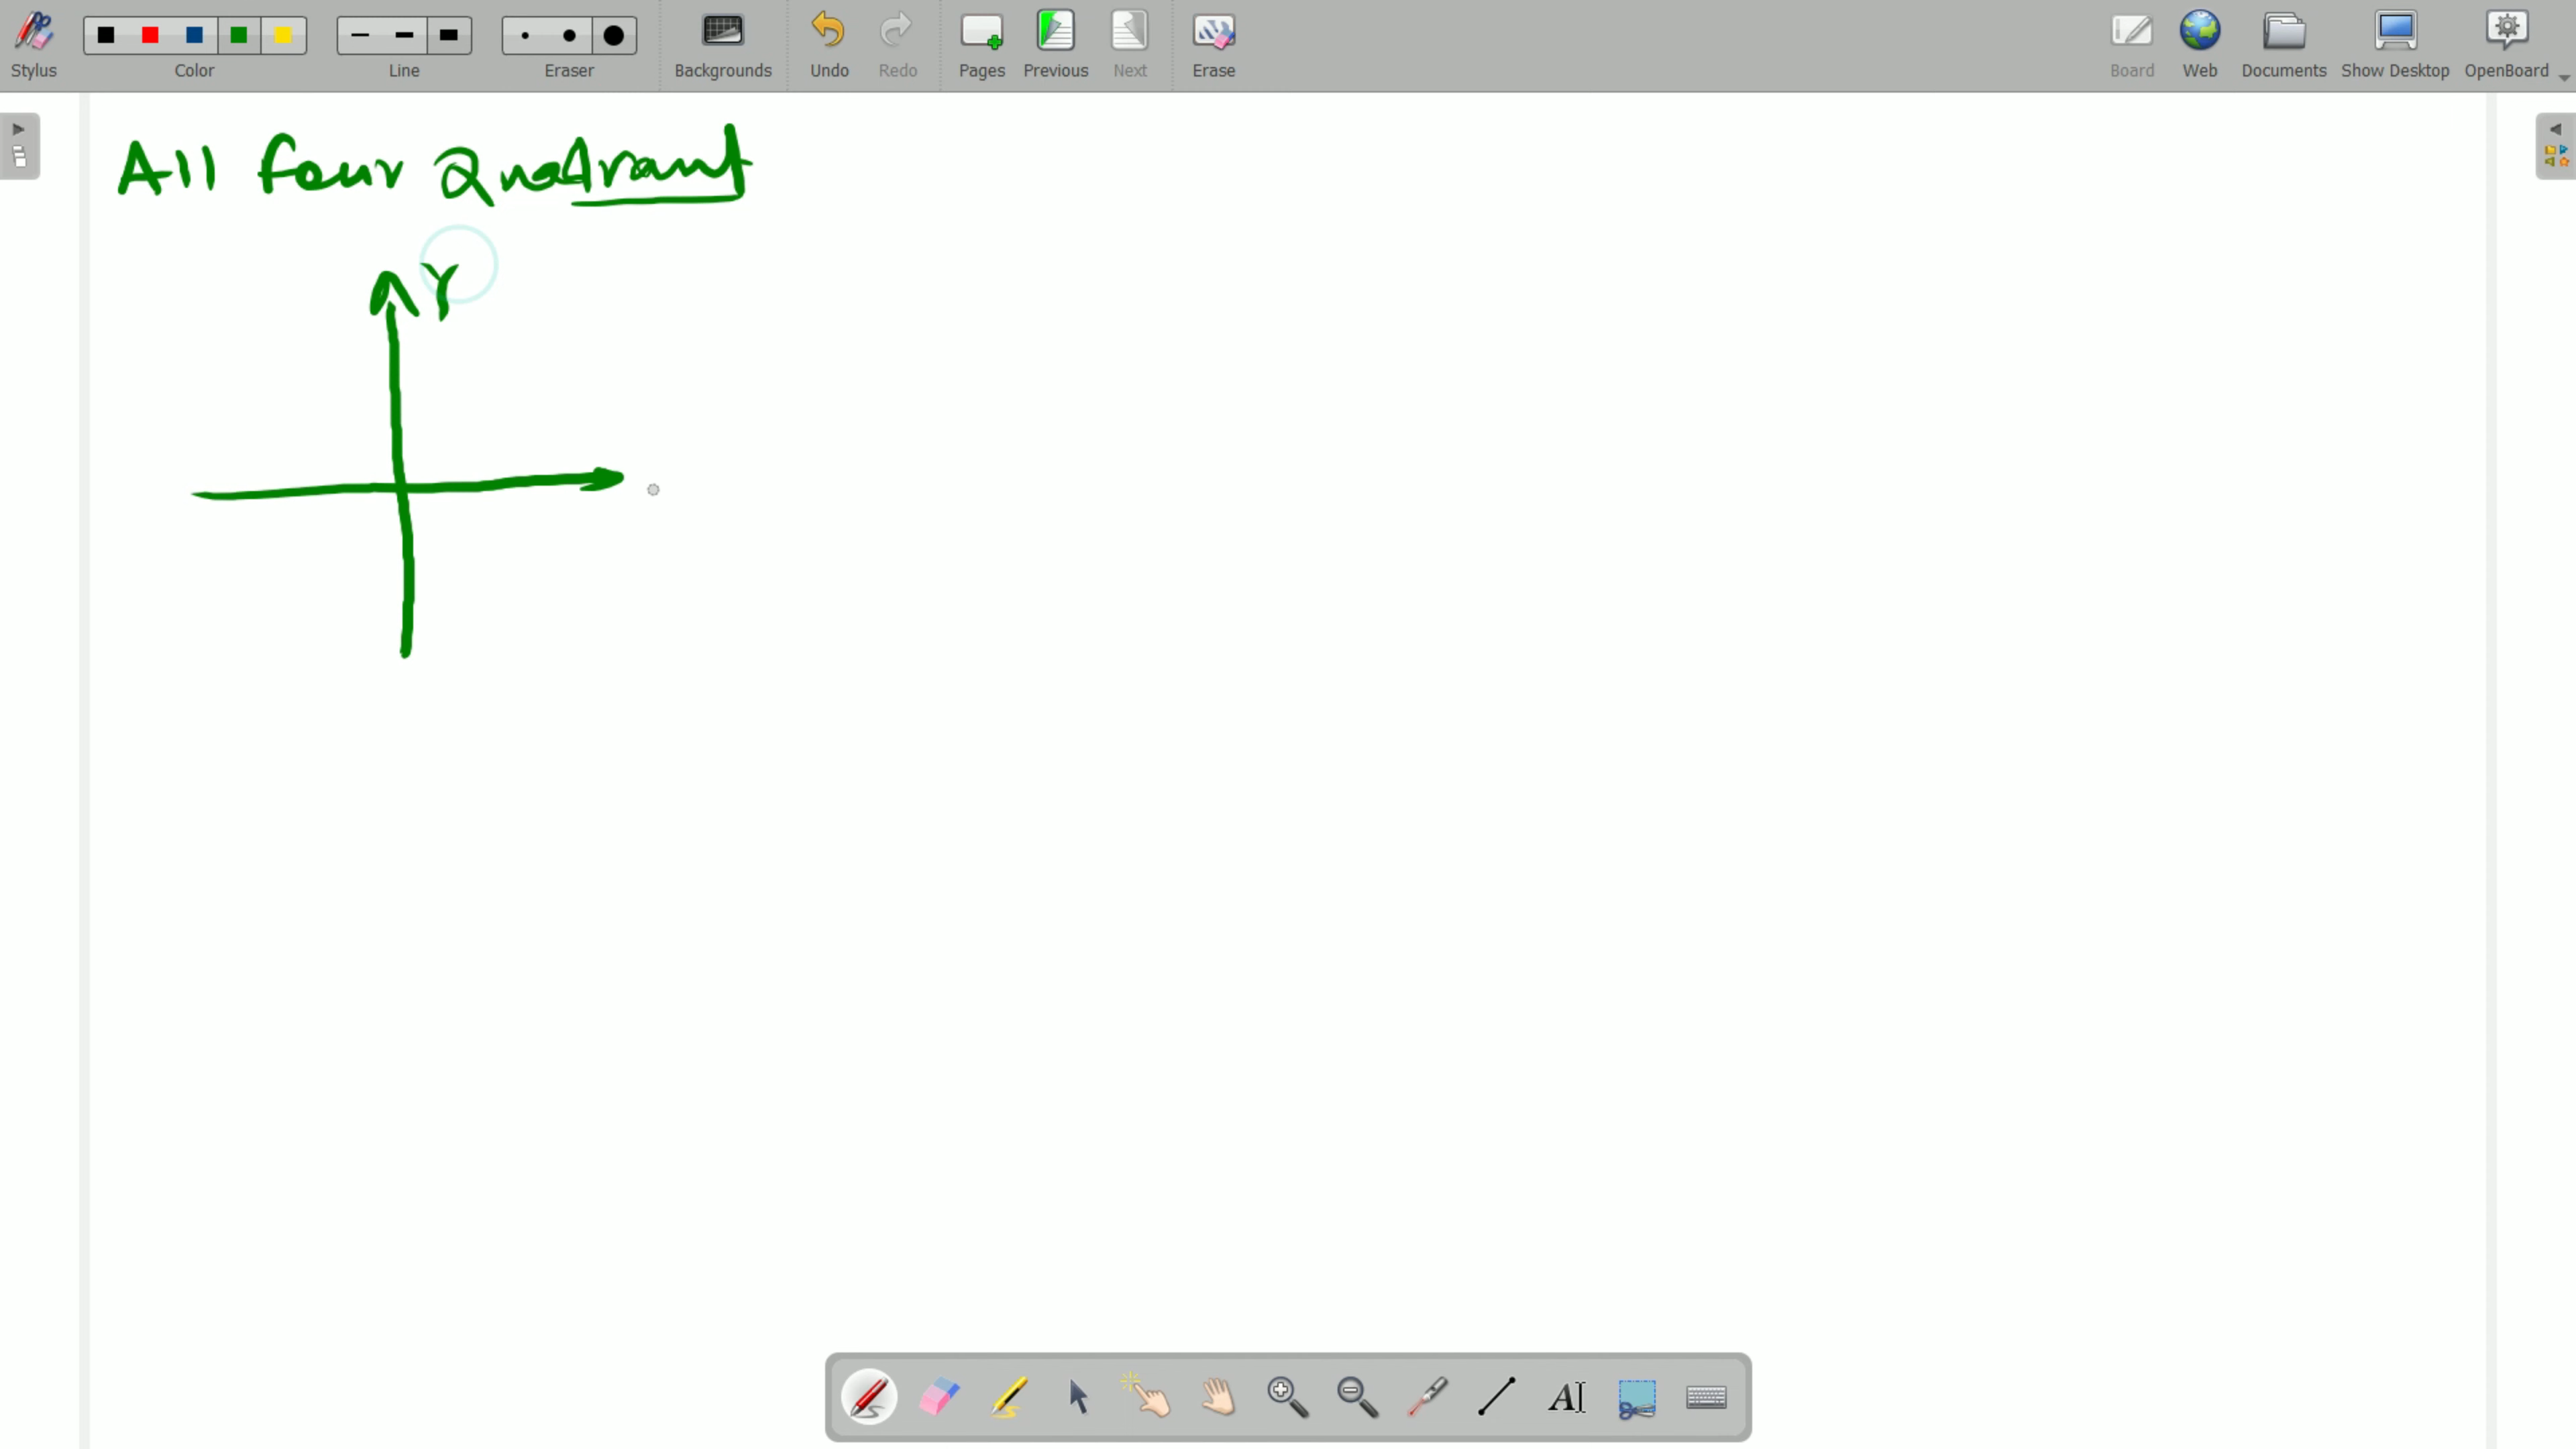 Stylus Color Line Eraser Backgrounds Undo Redo Pages Previous Next Erase Board Web Documents Show Desktop OpenBoard
All four Quadrant
Y